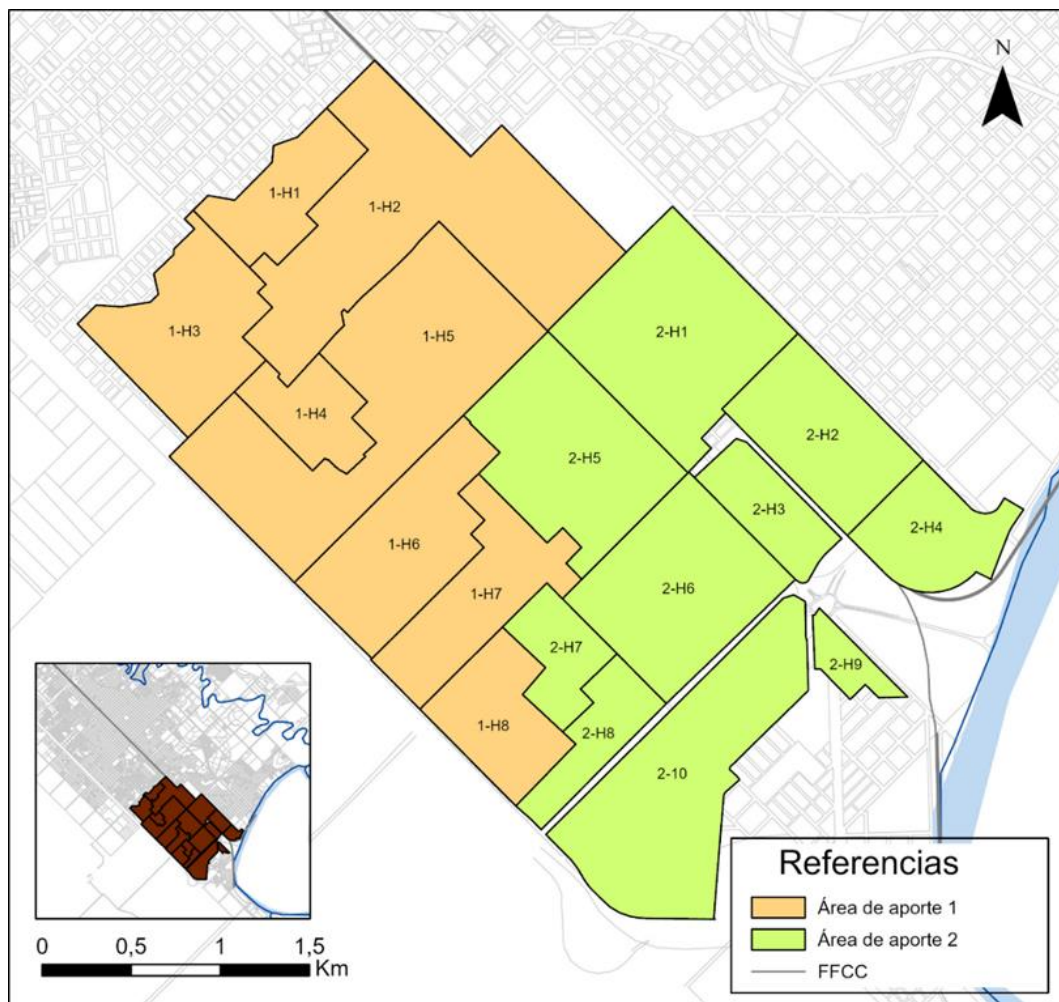 N
1-H1
1-H2
1-H3
1-H5
2-H1
1-H4
2-H2
2-H5
2-H3
2-H4
1-H6
1-H7
2-H6
2-H7
2-H9
1-H8
2-H8
2-10
Referencias
Área de aporte 1
Área de aporte 2
FFCC
0 0,5 1 1,5
Km